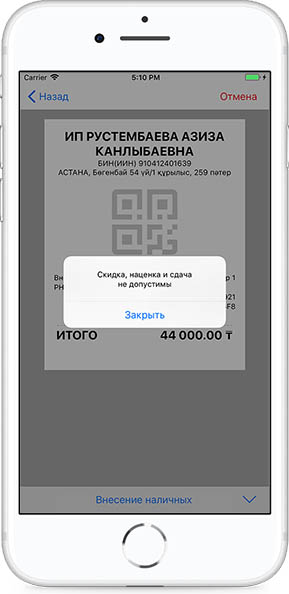 Carrier 5:10 PM
Назад Отмена
ИП РУСТЕМБАЕВА АЗИЗА
КАНЛЫБАЕВНА
БИН(ИИН) 910412401639
АСТАНА, Бөгенбай 54 үй/1 құрылыс, 259 пәтер
Скидка, наценка и сдача
не допустимы
Закрыть
ИТОГО 44 000.00 ₸
Внесение наличных